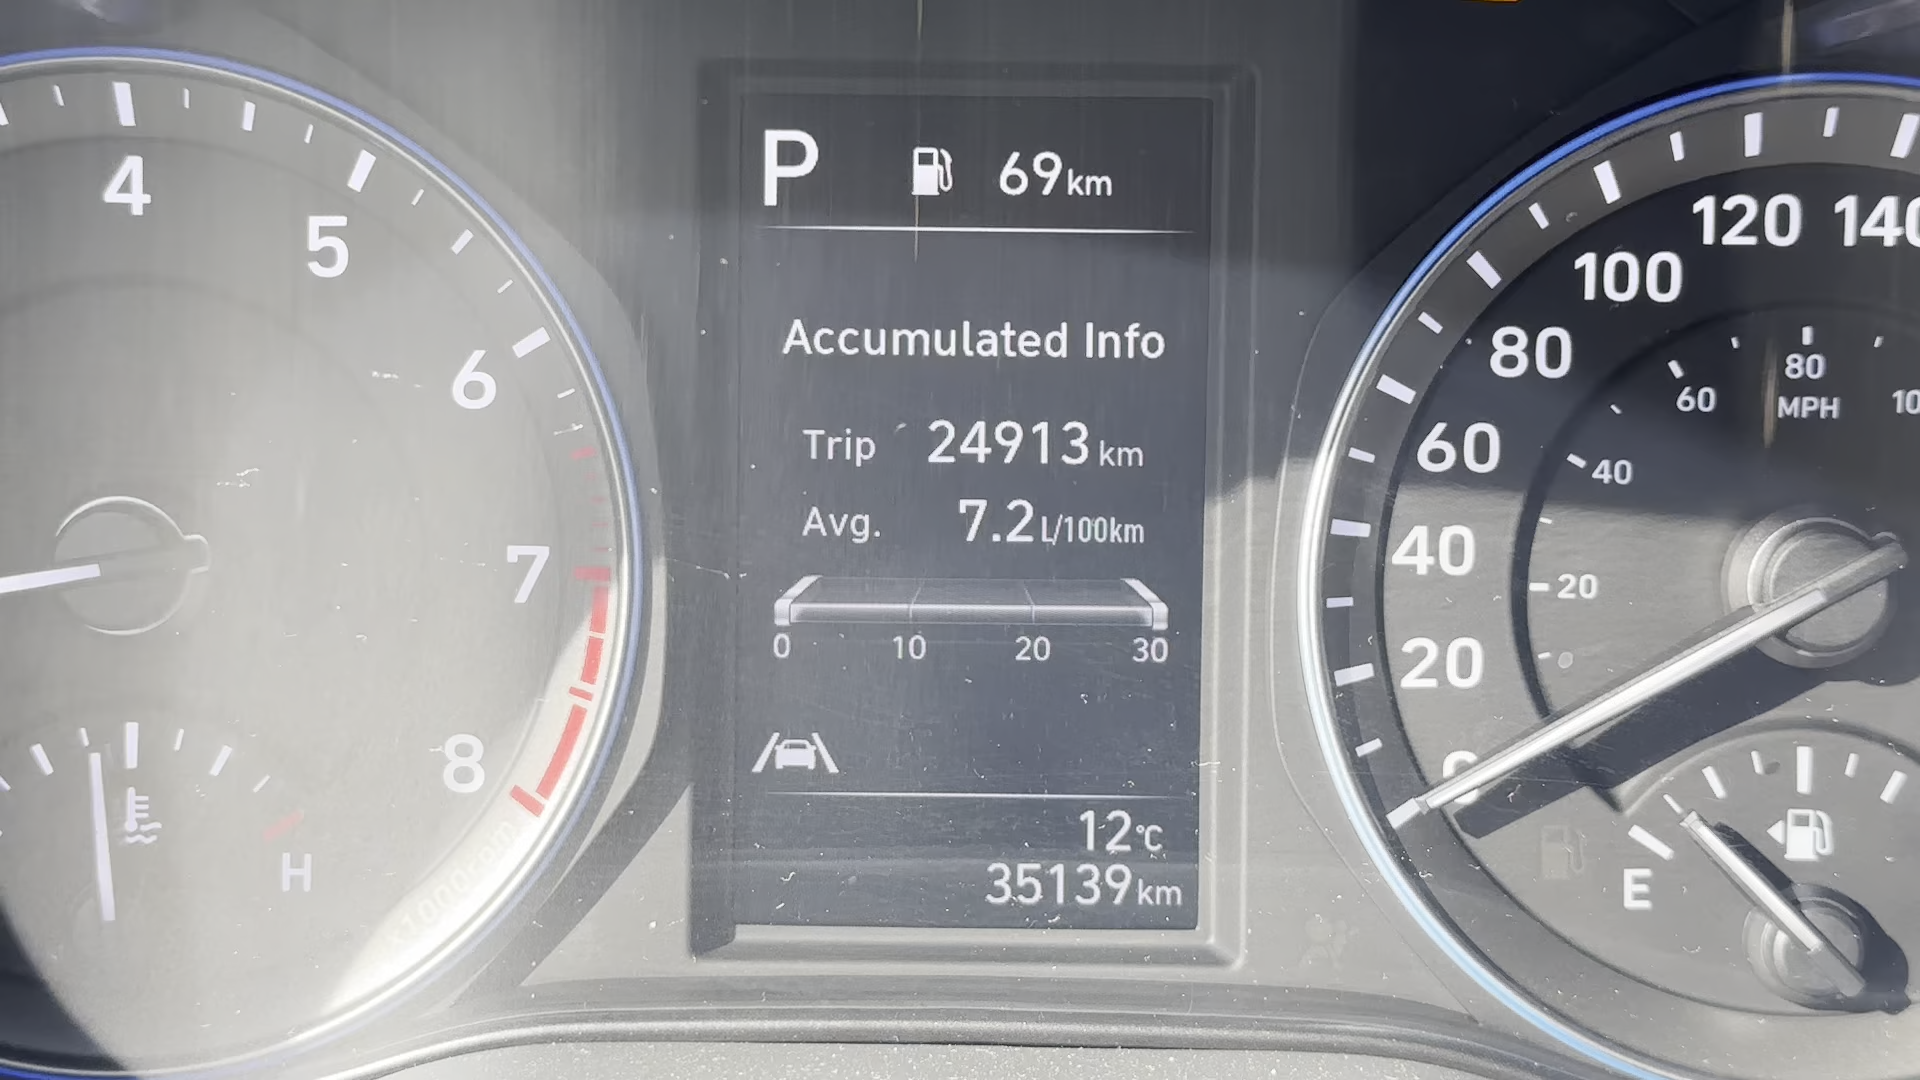 4
5
6
7
8
H
x1000rpm
P 69km
Accumulated Info
Trip 24913 km
Avg. 7.2 L/100km
0 10 20 30
12°C
35139km
0
20
40
60
80
100
120
140
20
40
60
80
MPH
E